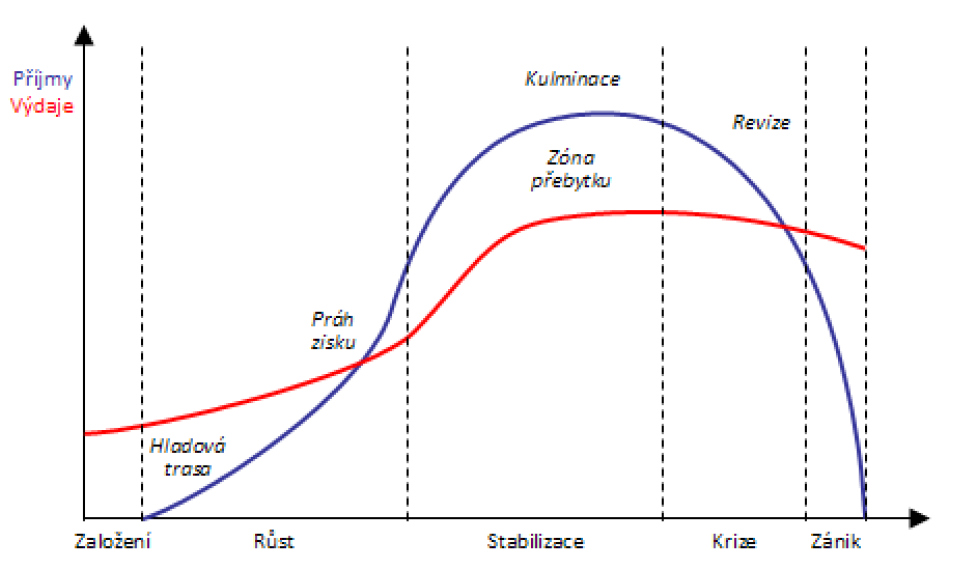 Příjmy
Výdaje
Kulminace
Revize
Zóna
přebytku
Práh
zisku
Hladová
trasa
Založení
Růst
Stabilizace
Krize
Zánik